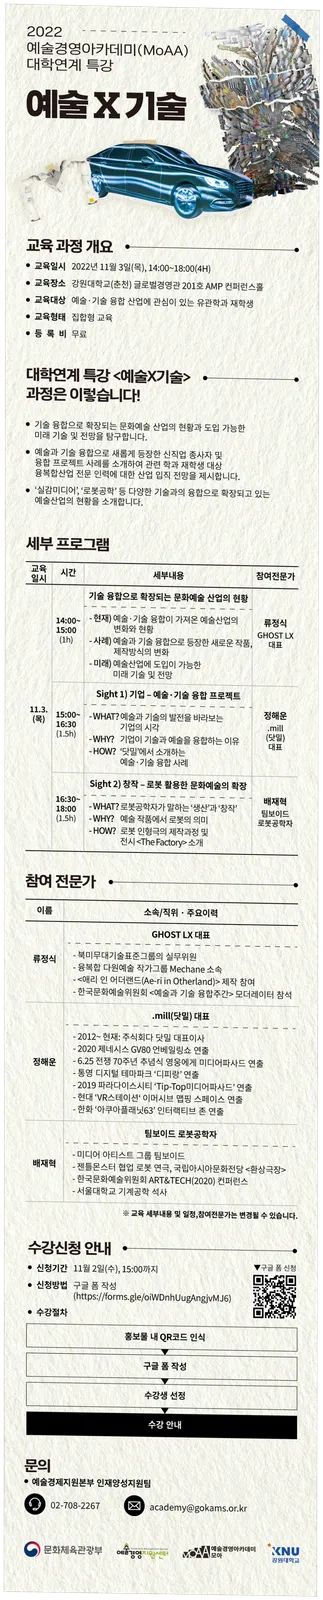 2022
예술경영아카데미(MoAA)
대학연계 특강
예술 X 기술
교육 과정 개요
교육일시 2022년 11월 3일(목), 14:00~18:00(4H)
교육장소 강원대학교(춘천) 글로벌경영관 201호 AMP 컨퍼런스홀
교육대상 예술·기술 융합 산업에 관심이 있는 유관학과 재학생
교육형태 집합형 교육
등 록 비 무료
대학연계 특강 <예술X기술>
과정은 이렇습니다!
기술 융합으로 확장되는 문화예술 산업의 현황과 도입 가능한
미래 기술 및 전망을 탐구합니다.
예술과 기술 융합으로 새롭게 등장한 신직업 종사자 및
융합 프로젝트 사례를 소개하여 관련 학과 재학생 대상
융복합산업 전문 인력에 대한 산업 입직 전망을 제시합니다.
‘실감미디어’, ‘로봇공학’ 등 다양한 기술과의 융합으로 확장되고 있는
예술산업의 현황을 소개합니다.
세부 프로그램
교육일시 시간 세부내용 참여전문가
11.3.(목)
기술 융합으로 확장되는 문화예술 산업의 현황
14:00~15:00 (1h)
- 현재) 예술·기술 융합이 가져온 예술산업의
변화와 현황
- 사례) 예술과 기술 융합으로 등장한 새로운 작품,
제작방식의 변화
- 미래) 예술산업에 도입이 가능한
미래 기술 및 전망
류정식
GHOST LX
대표
Sight 1) 기업 – 예술·기술 융합 프로젝트
15:00~16:30 (1.5h)
- WHAT? 예술과 기술의 발전을 바라보는
기업의 시각
- WHY? 기업이 기술과 예술을 융합하는 이유
- HOW? ‘닷밀’에서 소개하는
예술·기술 융합 사례
정해운
.mill
(닷밀)
대표
Sight 2) 창작 – 로봇 활용한 문화예술의 확장
16:30~18:00 (1.5h)
- WHAT? 로봇공학자가 말하는 ‘생산’과 ‘창작’
- WHY? 예술 작품에서 로봇의 의미
- HOW? 로봇 인형극의 제작과정 및
전시 <The Factory> 소개
배재혁
팀보이드
로봇공학자
참여 전문가
이름 소속/직위 · 주요이력
류정식
GHOST LX 대표
- 북미무대기술표준그룹의 실무위원
- 융복합 다원예술 작가그룹 Mechane 소속
- <애리 인 어더랜드(Ae-ri in Otherland)> 제작 참여
- 한국문화예술위원회 <예술과 기술 융합주간> 모더레이터 참석
정해운
.mill(닷밀) 대표
- 2012~ 현재: 주식회다 닷밀 대표이사
- 2020 제네시스 GV80 언베일링쇼 연출
- 6.25 전쟁 70주년 추념식 영웅에게 미디어파사드 연출
- 통영 디지털 테마파크 ‘디피랑’ 연출
- 2019 파라다이스시티 ‘Tip-Top미디어파사드’ 연출
- 현대 ‘VR스테이션’ 이머시브 맵핑 스페이스 연출
- 한화 ‘아쿠아플래닛63’ 인터랙티브 존 연출
배재혁
팀보이드 로봇공학자
- 미디어 아티스트 그룹 팀보이드
- 젠틀몬스터 협업 로봇 연극, 국립아시아문화전당 <환상극장>
- 한국문화예술위원회 ART&TECH(2020) 컨퍼런스
- 서울대학교 기계공학 석사
※ 교육 세부내용 및 일정,참여전문가는 변경될 수 있습니다.
수강신청 안내
신청기간 11월 2일(수), 15:00까지
신청방법 구글 폼 작성
(https://forms.gle/oiWDnhUugAngjvMJ6)
수강절차
▼구글 폼 신청
홍보물 내 QR코드 인식
구글 폼 작성
수강생 선정
수강 안내
문의
예술경제지원본부 인재양성지원팀
02-708-2267
academy@gokams.or.kr
문화체육관광부
예술경영지원센터
MOAA 예술경영아카데미
모아
KNU
강원대학교